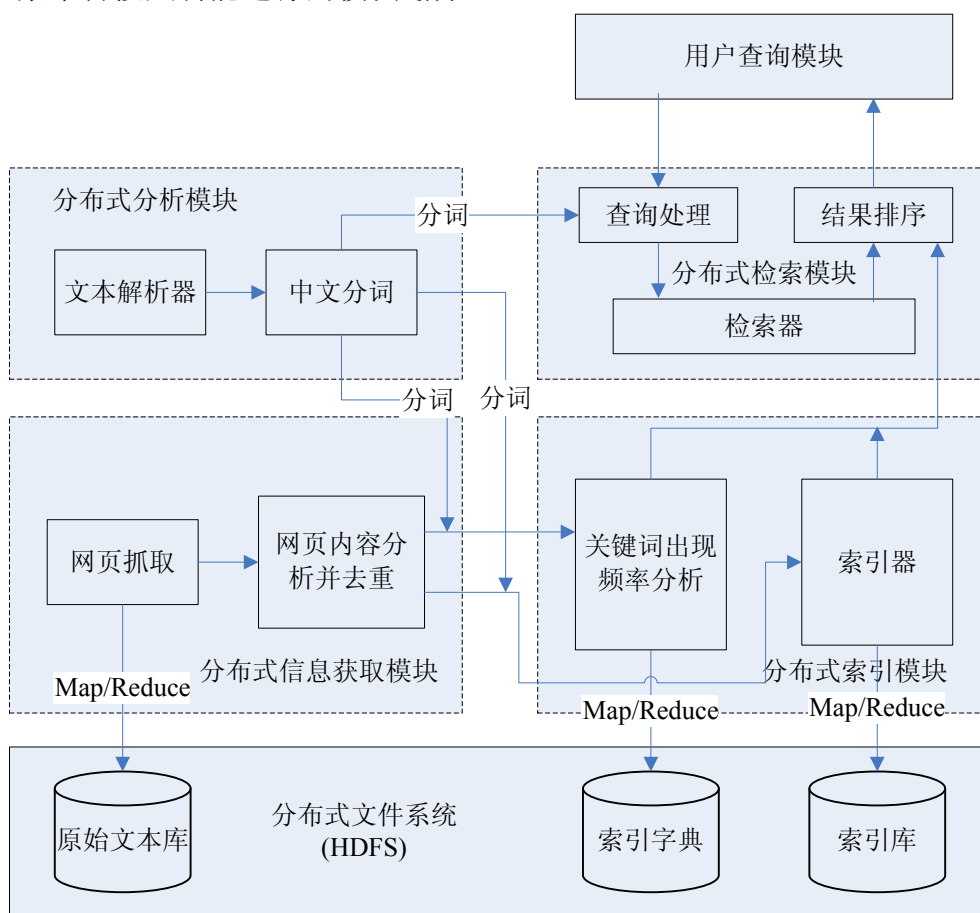 用户查询模块
分布式分析模块
分词
查询处理
结果排序
文本解析器
中文分词
分布式检索模块
检索器
分词
分词
网页抓取
网页内容分
析并去重
关键词出现
频率分析
索引器
分布式信息获取模块
分布式索引模块
Map/Reduce
Map/Reduce
Map/Reduce
原始文本库
分布式文件系统
(HDFS)
索引字典
索引库